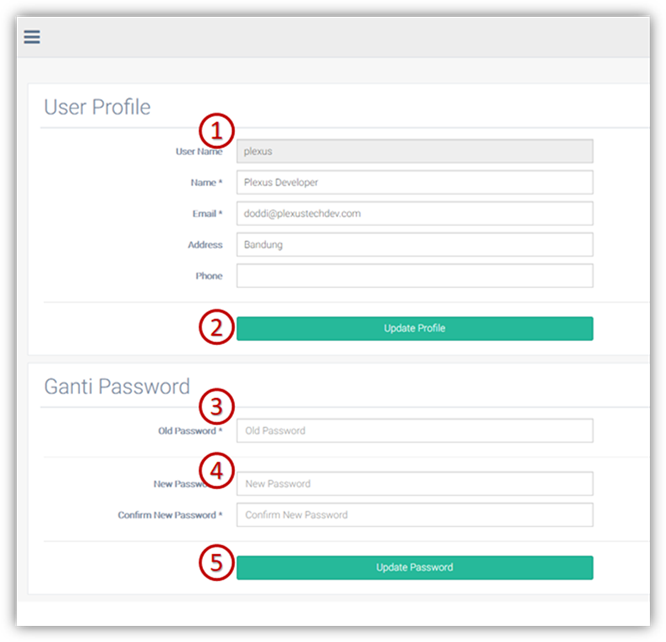 User Profile
1
User Name
plexus
Name *
Plexus Developer
Email *
doddi@plexustechdev.com
Address
Bandung
Phone
2
Update Profile
Ganti Password
3
Old Password *
Old Password
4
New Password
New Password
Confirm New Password *
Confirm New Password
5
Update Password